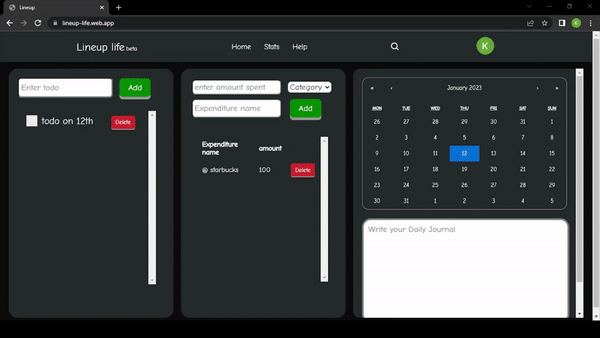 Lineup
lineup-life.web.app
Lineup life beta
Home Stats Help
K
K
Enter todo
Add
todo on 12th
Delete
enter amount spent
Category
Expenditure name
Add
Expenditure name
amount
@ starbucks 100 Delete
« ‹ January 2023 › »
MON TUE WED THU FRI SAT SUN
26 27 28 29 30 31 1
2 3 4 5 6 7 8
9 10 11 12 13 14 15
16 17 18 19 20 21 22
23 24 25 26 27 28 29
30 31 1 2 3 4 5
Write your Daily Journal